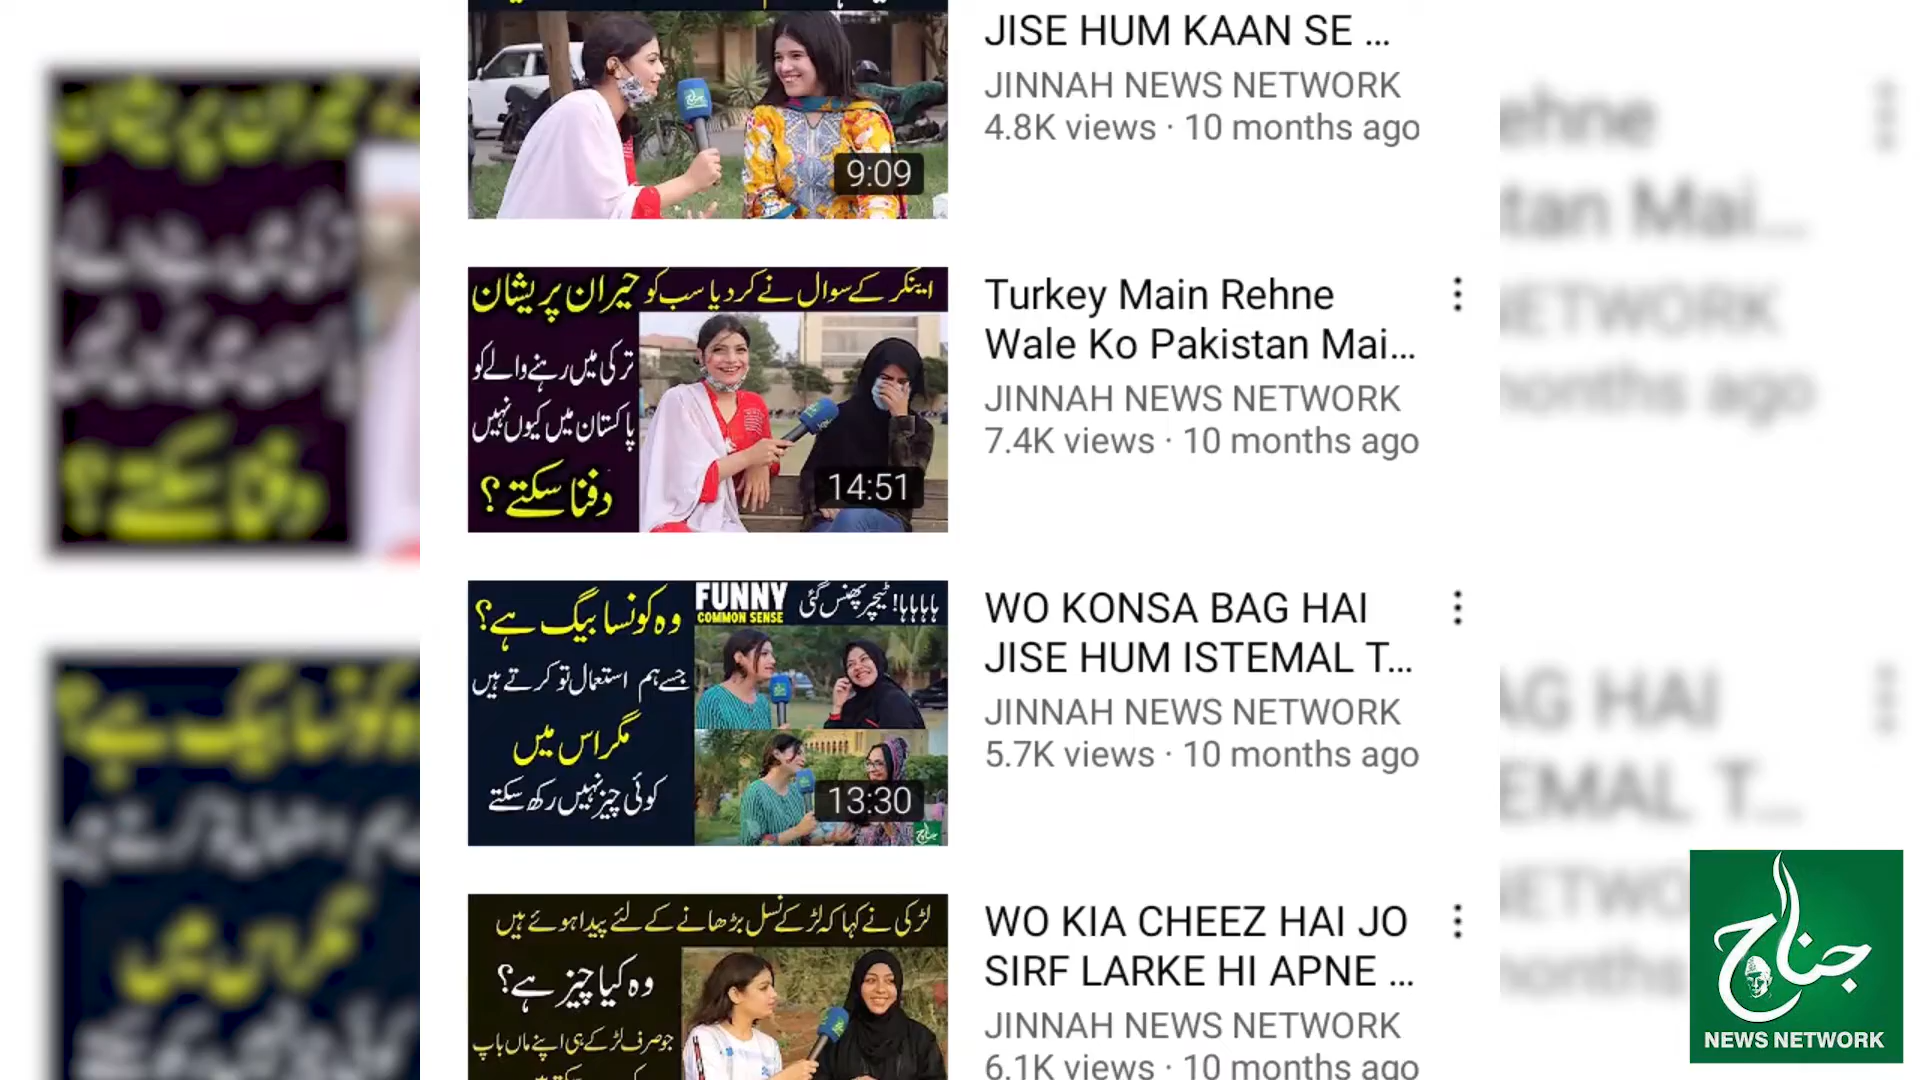 JISE HUM KAAN SE ...
JINNAH NEWS NETWORK
4.8K views · 10 months ago
9:09
اینکر کے سوال نے کر دیا سب کو حیران پریشان
ترکی میں رہنے والے کو
پاکستان میں کیوں نہیں
دفنا سکتے ؟
14:51
Turkey Main Rehne
Wale Ko Pakistan Mai...
JINNAH NEWS NETWORK
7.4K views · 10 months ago
وہ کونسا بیگ ہے؟
جسے ہم استعمال تو کرتے ہیں
مگر اس میں
کوئی چیز نہیں رکھ سکتے
FUNNY
COMMON SENSE
ہاہاہاہا! ٹیچر پھنس گئی
13:30
WO KONSA BAG HAI
JISE HUM ISTEMAL T...
JINNAH NEWS NETWORK
5.7K views · 10 months ago
لڑکی نے کہا کہ لڑکے نسل بڑھانے کے لئے پیدا ہوئے ہیں
وہ کیا چیز ہے؟
جو صرف لڑکے ہی اپنے ماں باپ
WO KIA CHEEZ HAI JO
SIRF LARKE HI APNE ...
JINNAH NEWS NETWORK
6.1K views · 10 months ago
جناح
NEWS NETWORK